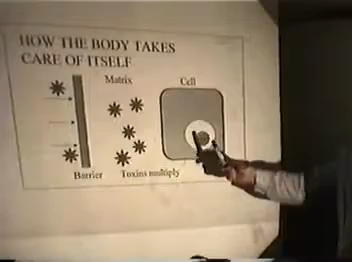 HOW THE BODY TAKES
CARE OF ITSELF
Matrix
Cell
Barrier
Toxins multiply